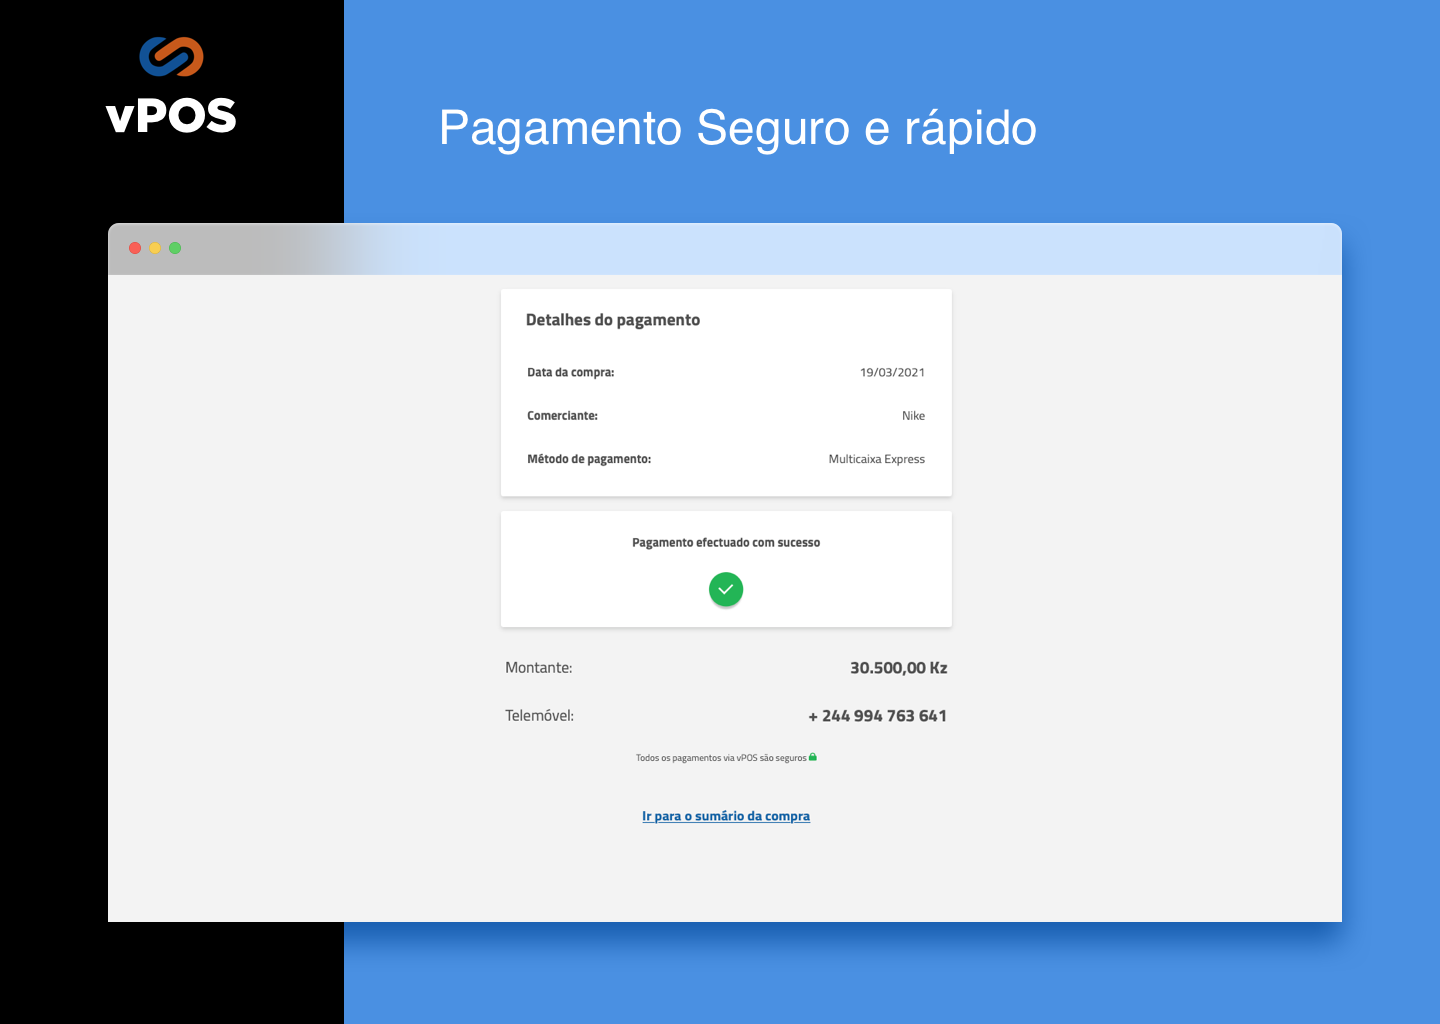 vPOS
Pagamento Seguro e rápido
Detalhes do pagamento
Data da compra: 19/03/2021
Comerciante: Nike
Método de pagamento: Multicaixa Express
Pagamento efectuado com sucesso
Montante: 30.500,00 Kz
Telemóvel: + 244 994 763 641
Todos os pagamentos via vPOS são seguros
Ir para o sumário da compra